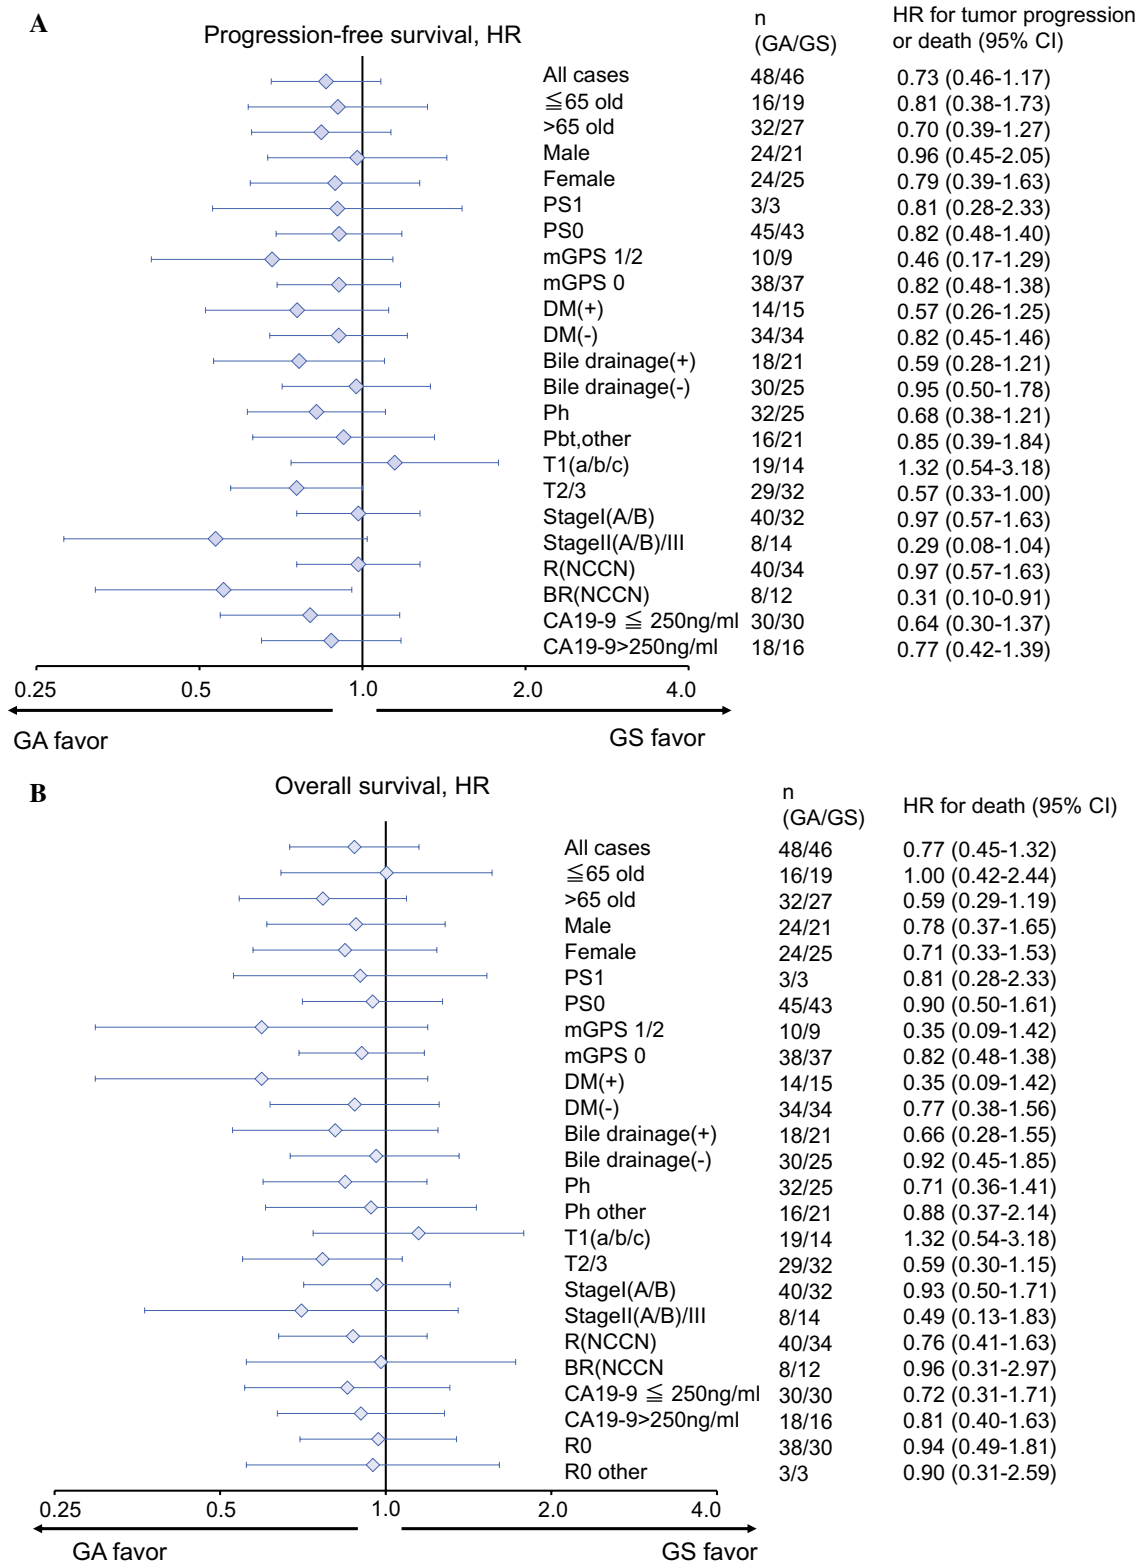 A
Progression-free survival, HR
n
(GA/GS)
HR for tumor progression
or death (95% CI)
All cases 48/46 0.73 (0.46-1.17)
≦65 old 16/19 0.81 (0.38-1.73)
>65 old 32/27 0.70 (0.39-1.27)
Male 24/21 0.96 (0.45-2.05)
Female 24/25 0.79 (0.39-1.63)
PS1 3/3 0.81 (0.28-2.33)
PS0 45/43 0.82 (0.48-1.40)
mGPS 1/2 10/9 0.46 (0.17-1.29)
mGPS 0 38/37 0.82 (0.48-1.38)
DM(+) 14/15 0.57 (0.26-1.25)
DM(-) 34/34 0.82 (0.45-1.46)
Bile drainage(+) 18/21 0.59 (0.28-1.21)
Bile drainage(-) 30/25 0.95 (0.50-1.78)
Ph 32/25 0.68 (0.38-1.21)
Pbt,other 16/21 0.85 (0.39-1.84)
T1(a/b/c) 19/14 1.32 (0.54-3.18)
T2/3 29/32 0.57 (0.33-1.00)
StageI(A/B) 40/32 0.97 (0.57-1.63)
StageII(A/B)/III 8/14 0.29 (0.08-1.04)
R(NCCN) 40/34 0.97 (0.57-1.63)
BR(NCCN) 8/12 0.31 (0.10-0.91)
CA19-9 ≦ 250ng/ml 30/30 0.64 (0.30-1.37)
CA19-9>250ng/ml 18/16 0.77 (0.42-1.39)
0.25 0.5 1.0 2.0 4.0
GA favor GS favor
B
Overall survival, HR
n
(GA/GS)
HR for death (95% CI)
All cases 48/46 0.77 (0.45-1.32)
≦65 old 16/19 1.00 (0.42-2.44)
>65 old 32/27 0.59 (0.29-1.19)
Male 24/21 0.78 (0.37-1.65)
Female 24/25 0.71 (0.33-1.53)
PS1 3/3 0.81 (0.28-2.33)
PS0 45/43 0.90 (0.50-1.61)
mGPS 1/2 10/9 0.35 (0.09-1.42)
mGPS 0 38/37 0.82 (0.48-1.38)
DM(+) 14/15 0.35 (0.09-1.42)
DM(-) 34/34 0.77 (0.38-1.56)
Bile drainage(+) 18/21 0.66 (0.28-1.55)
Bile drainage(-) 30/25 0.92 (0.45-1.85)
Ph 32/25 0.71 (0.36-1.41)
Ph other 16/21 0.88 (0.37-2.14)
T1(a/b/c) 19/14 1.32 (0.54-3.18)
T2/3 29/32 0.59 (0.30-1.15)
StageI(A/B) 40/32 0.93 (0.50-1.71)
StageII(A/B)/III 8/14 0.49 (0.13-1.83)
R(NCCN) 40/34 0.76 (0.41-1.63)
BR(NCCN 8/12 0.96 (0.31-2.97)
CA19-9 ≦ 250ng/ml 30/30 0.72 (0.31-1.71)
CA19-9>250ng/ml 18/16 0.81 (0.40-1.63)
R0 38/30 0.94 (0.49-1.81)
R0 other 3/3 0.90 (0.31-2.59)
0.25 0.5 1.0 2.0 4.0
GA favor GS favor